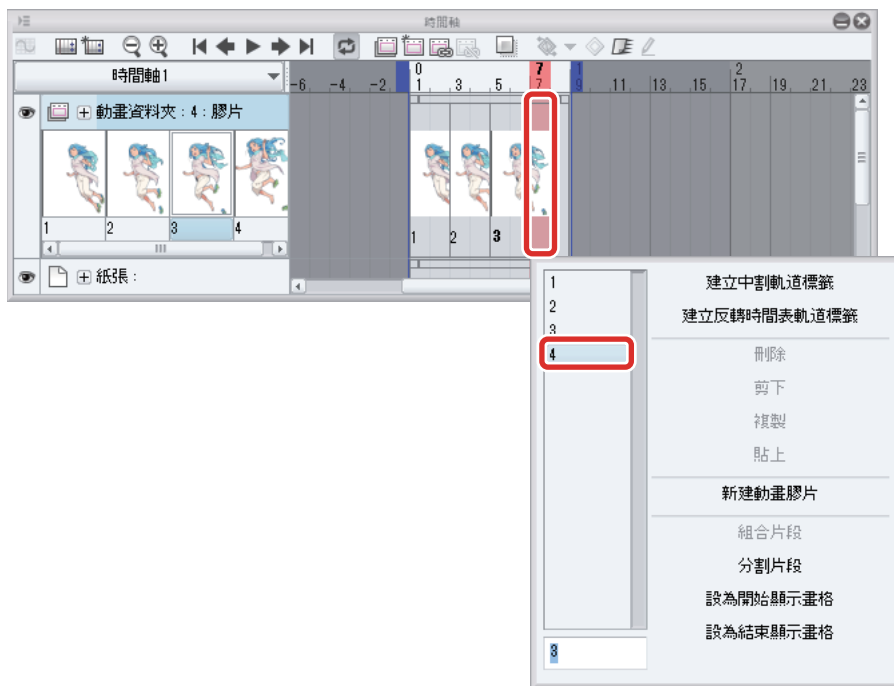 時間軸
時間軸1
0 7 1 2
-6 -4 -2 1 3 5 7 9 11 13 15 17 19 21 23
動畫資料夾:4:膠片
1 2 3 4
1 2 3
紙張:
1
2
3
4
3
建立中割軌道標籤
建立反轉時間表軌道標籤
刪除
剪下
複製
貼上
新建動畫膠片
組合片段
分割片段
設為開始顯示畫格
設為結束顯示畫格